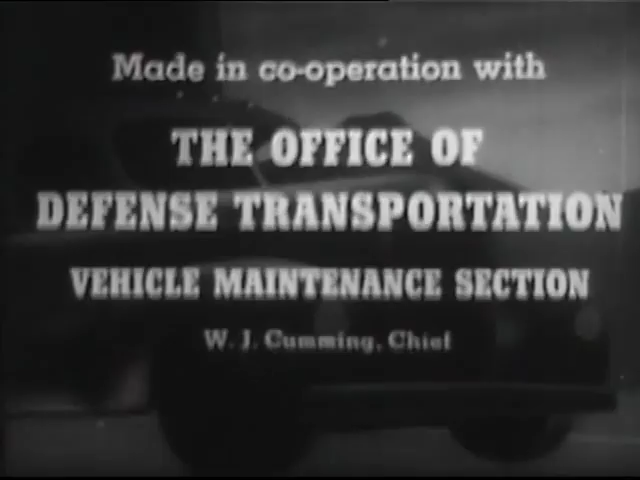 Made in co-operation with
THE OFFICE OF
DEFENSE TRANSPORTATION
VEHICLE MAINTENANCE SECTION
W. J. Cumming, Chief